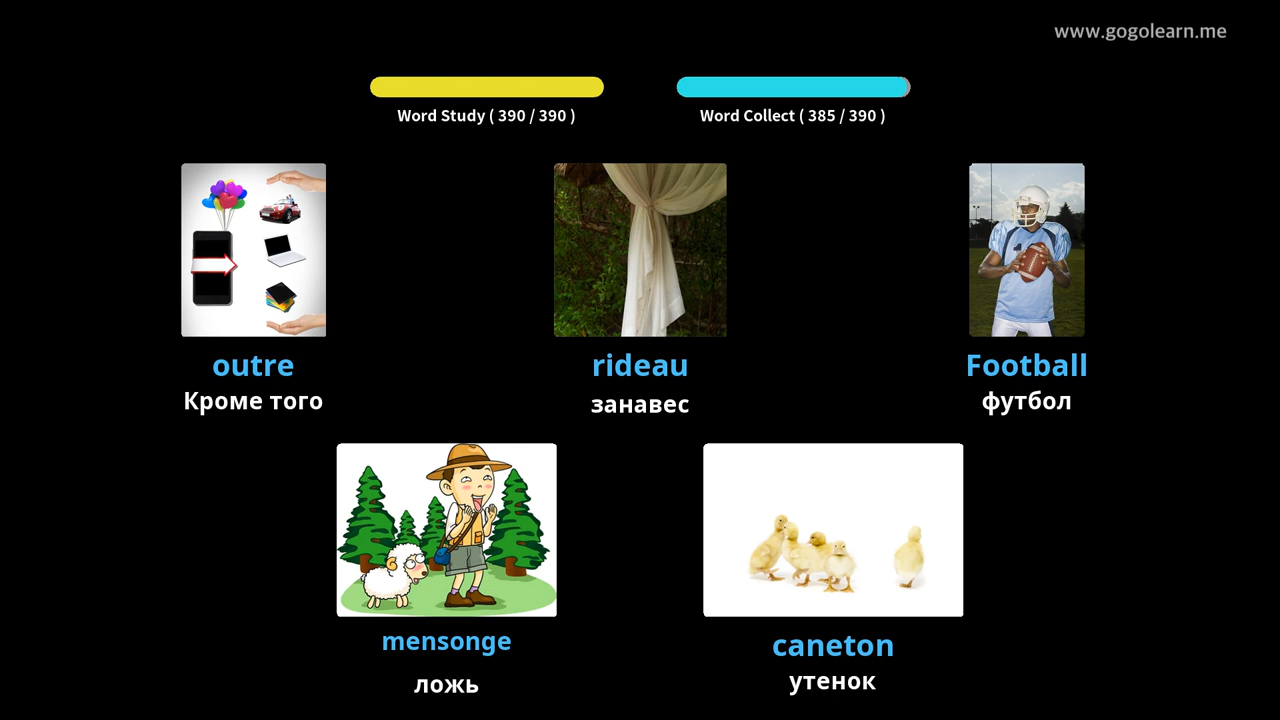 www.gogolearn.me
Word Study ( 390 / 390 )
Word Collect ( 385 / 390 )
outre
Кроме того
rideau
занавес
Football
футбол
mensonge
ложь
caneton
утенок